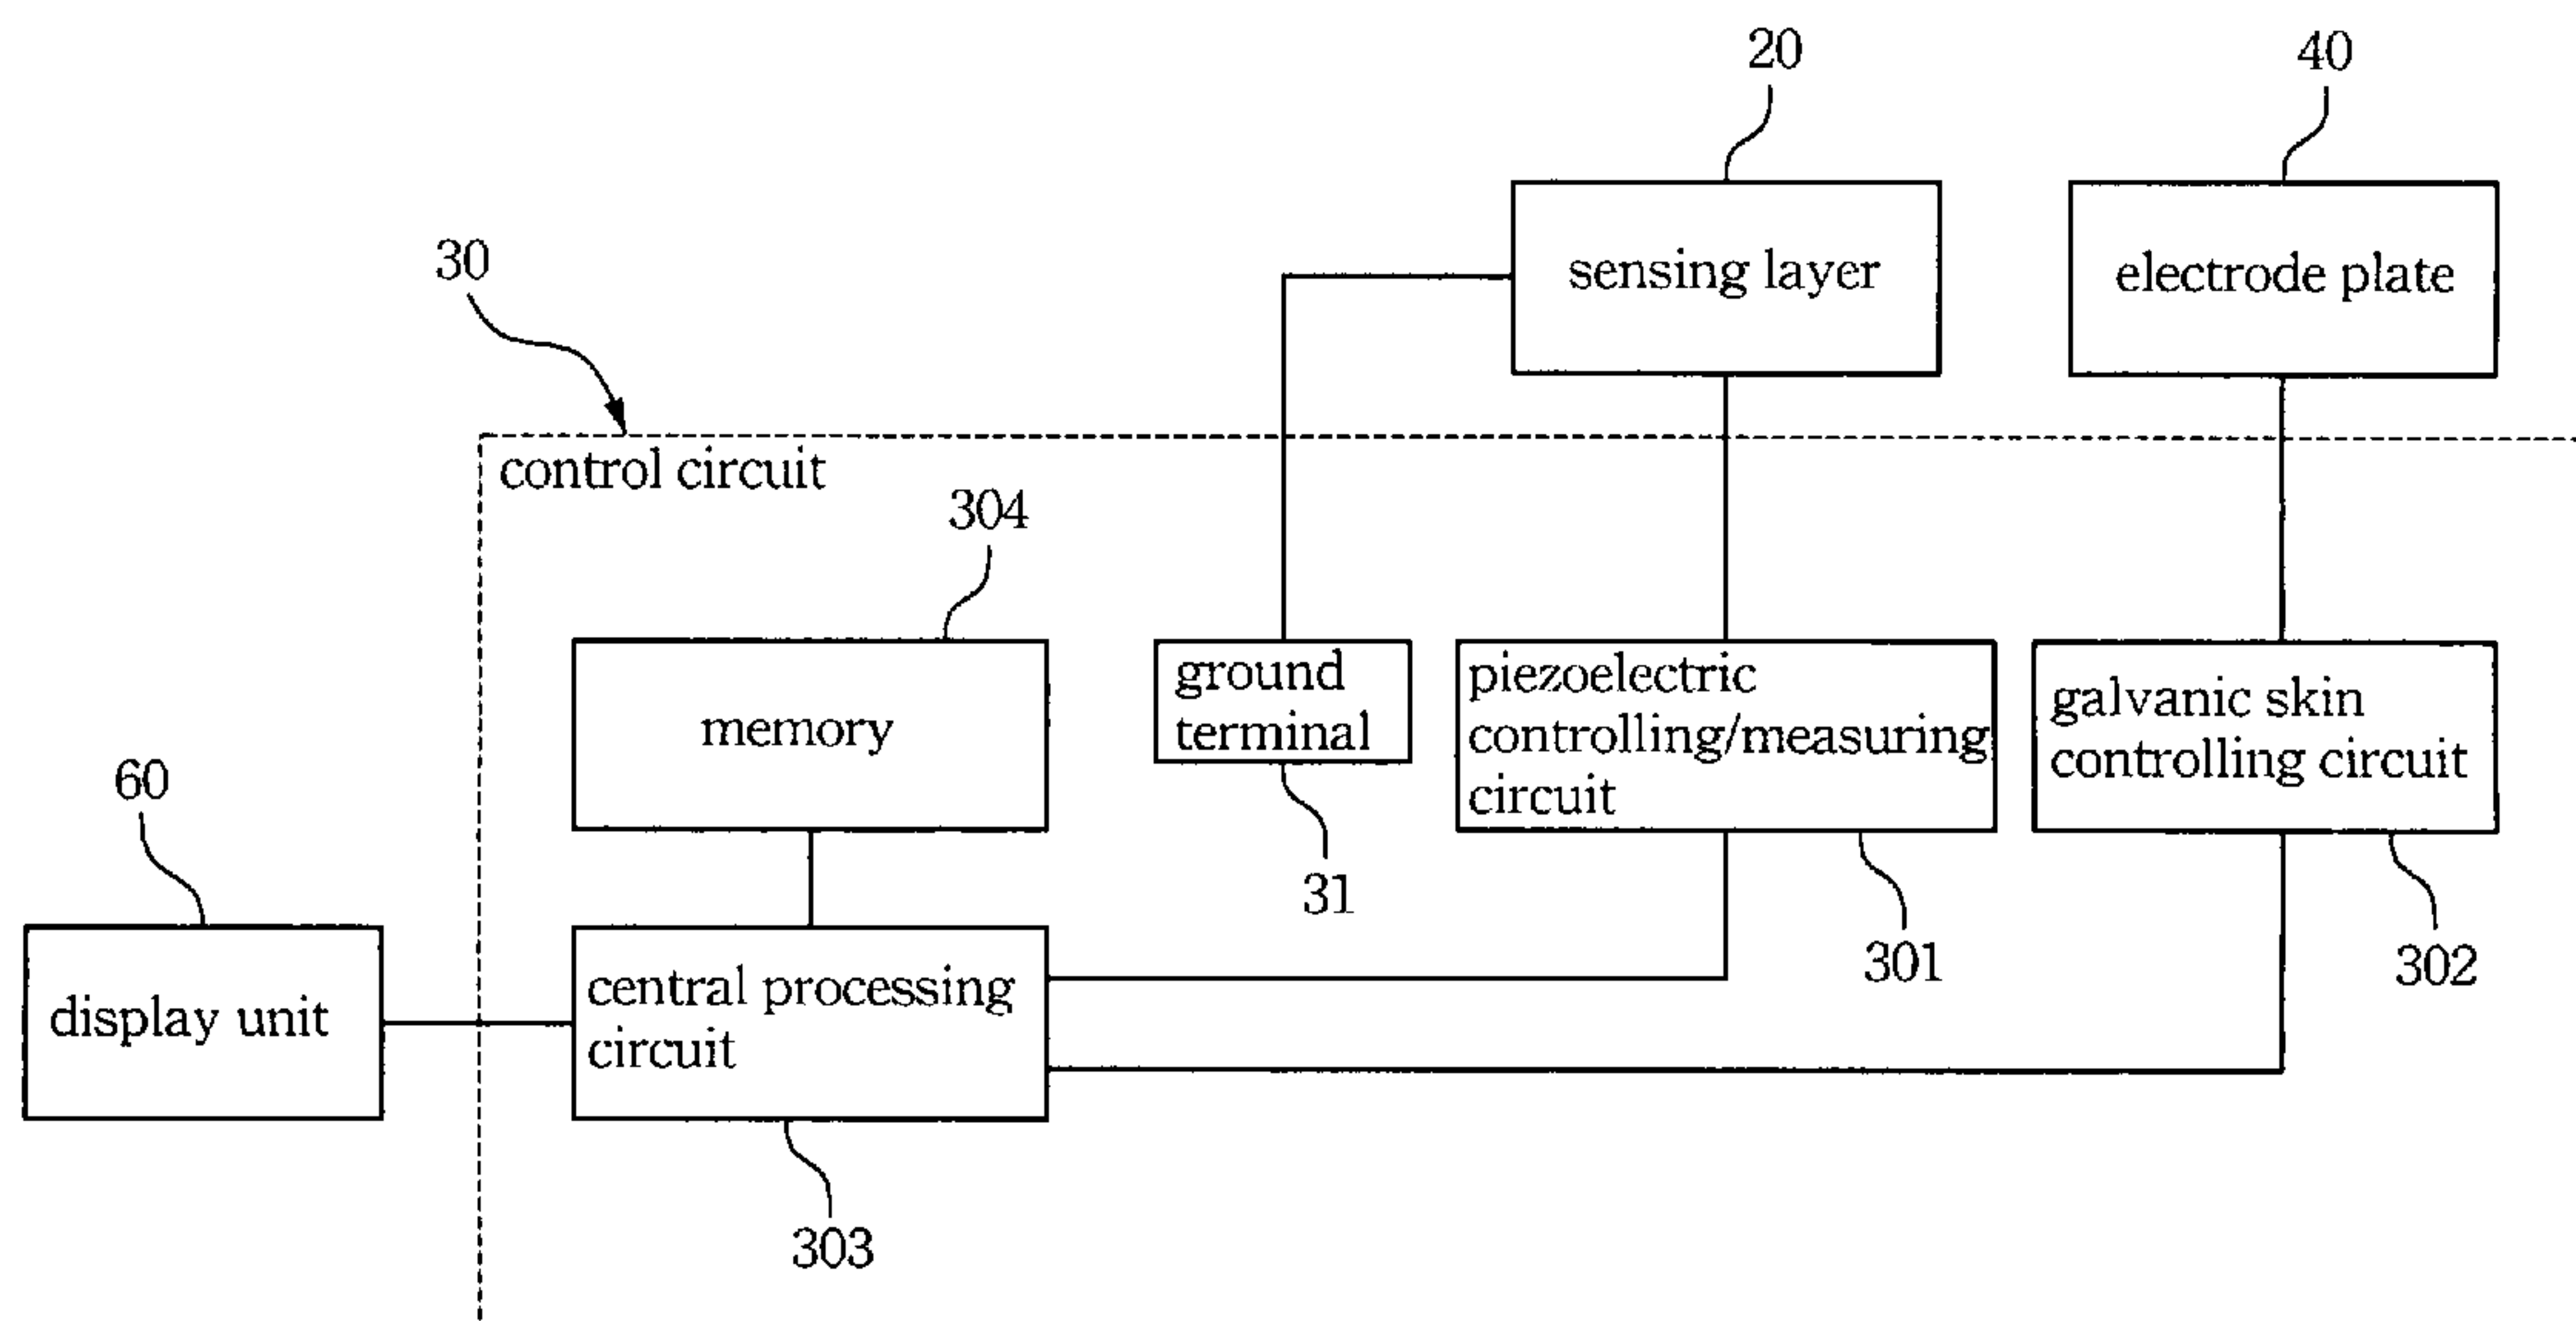 20
40
sensing layer
electrode plate
30
control circuit
304
memory
ground
terminal
piezoelectric
controlling/measuring
circuit
galvanic skin
controlling circuit
60
31
301
302
display unit
central processing
circuit
303